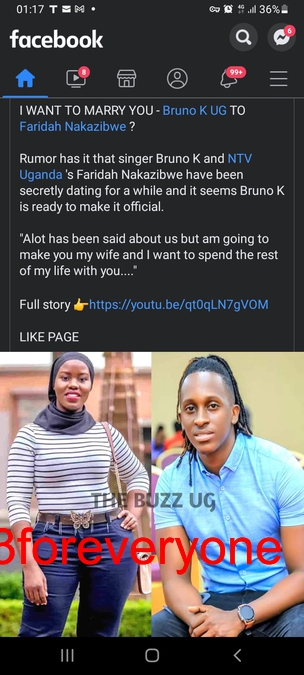 01:17
36%
facebook
6
8
99+
I WANT TO MARRY YOU - Bruno K UG TO
Faridah Nakazibwe ?
Rumor has it that singer Bruno K and NTV
Uganda 's Faridah Nakazibwe have been
secretly dating for a while and it seems Bruno K
is ready to make it official.
"Alot has been said about us but am going to
make you my wife and I want to spend the rest
of my life with you...."
Full story 👉https://youtu.be/qt0qLN7gVOM
LIKE PAGE
THE BUZZ UG
3foreveryone